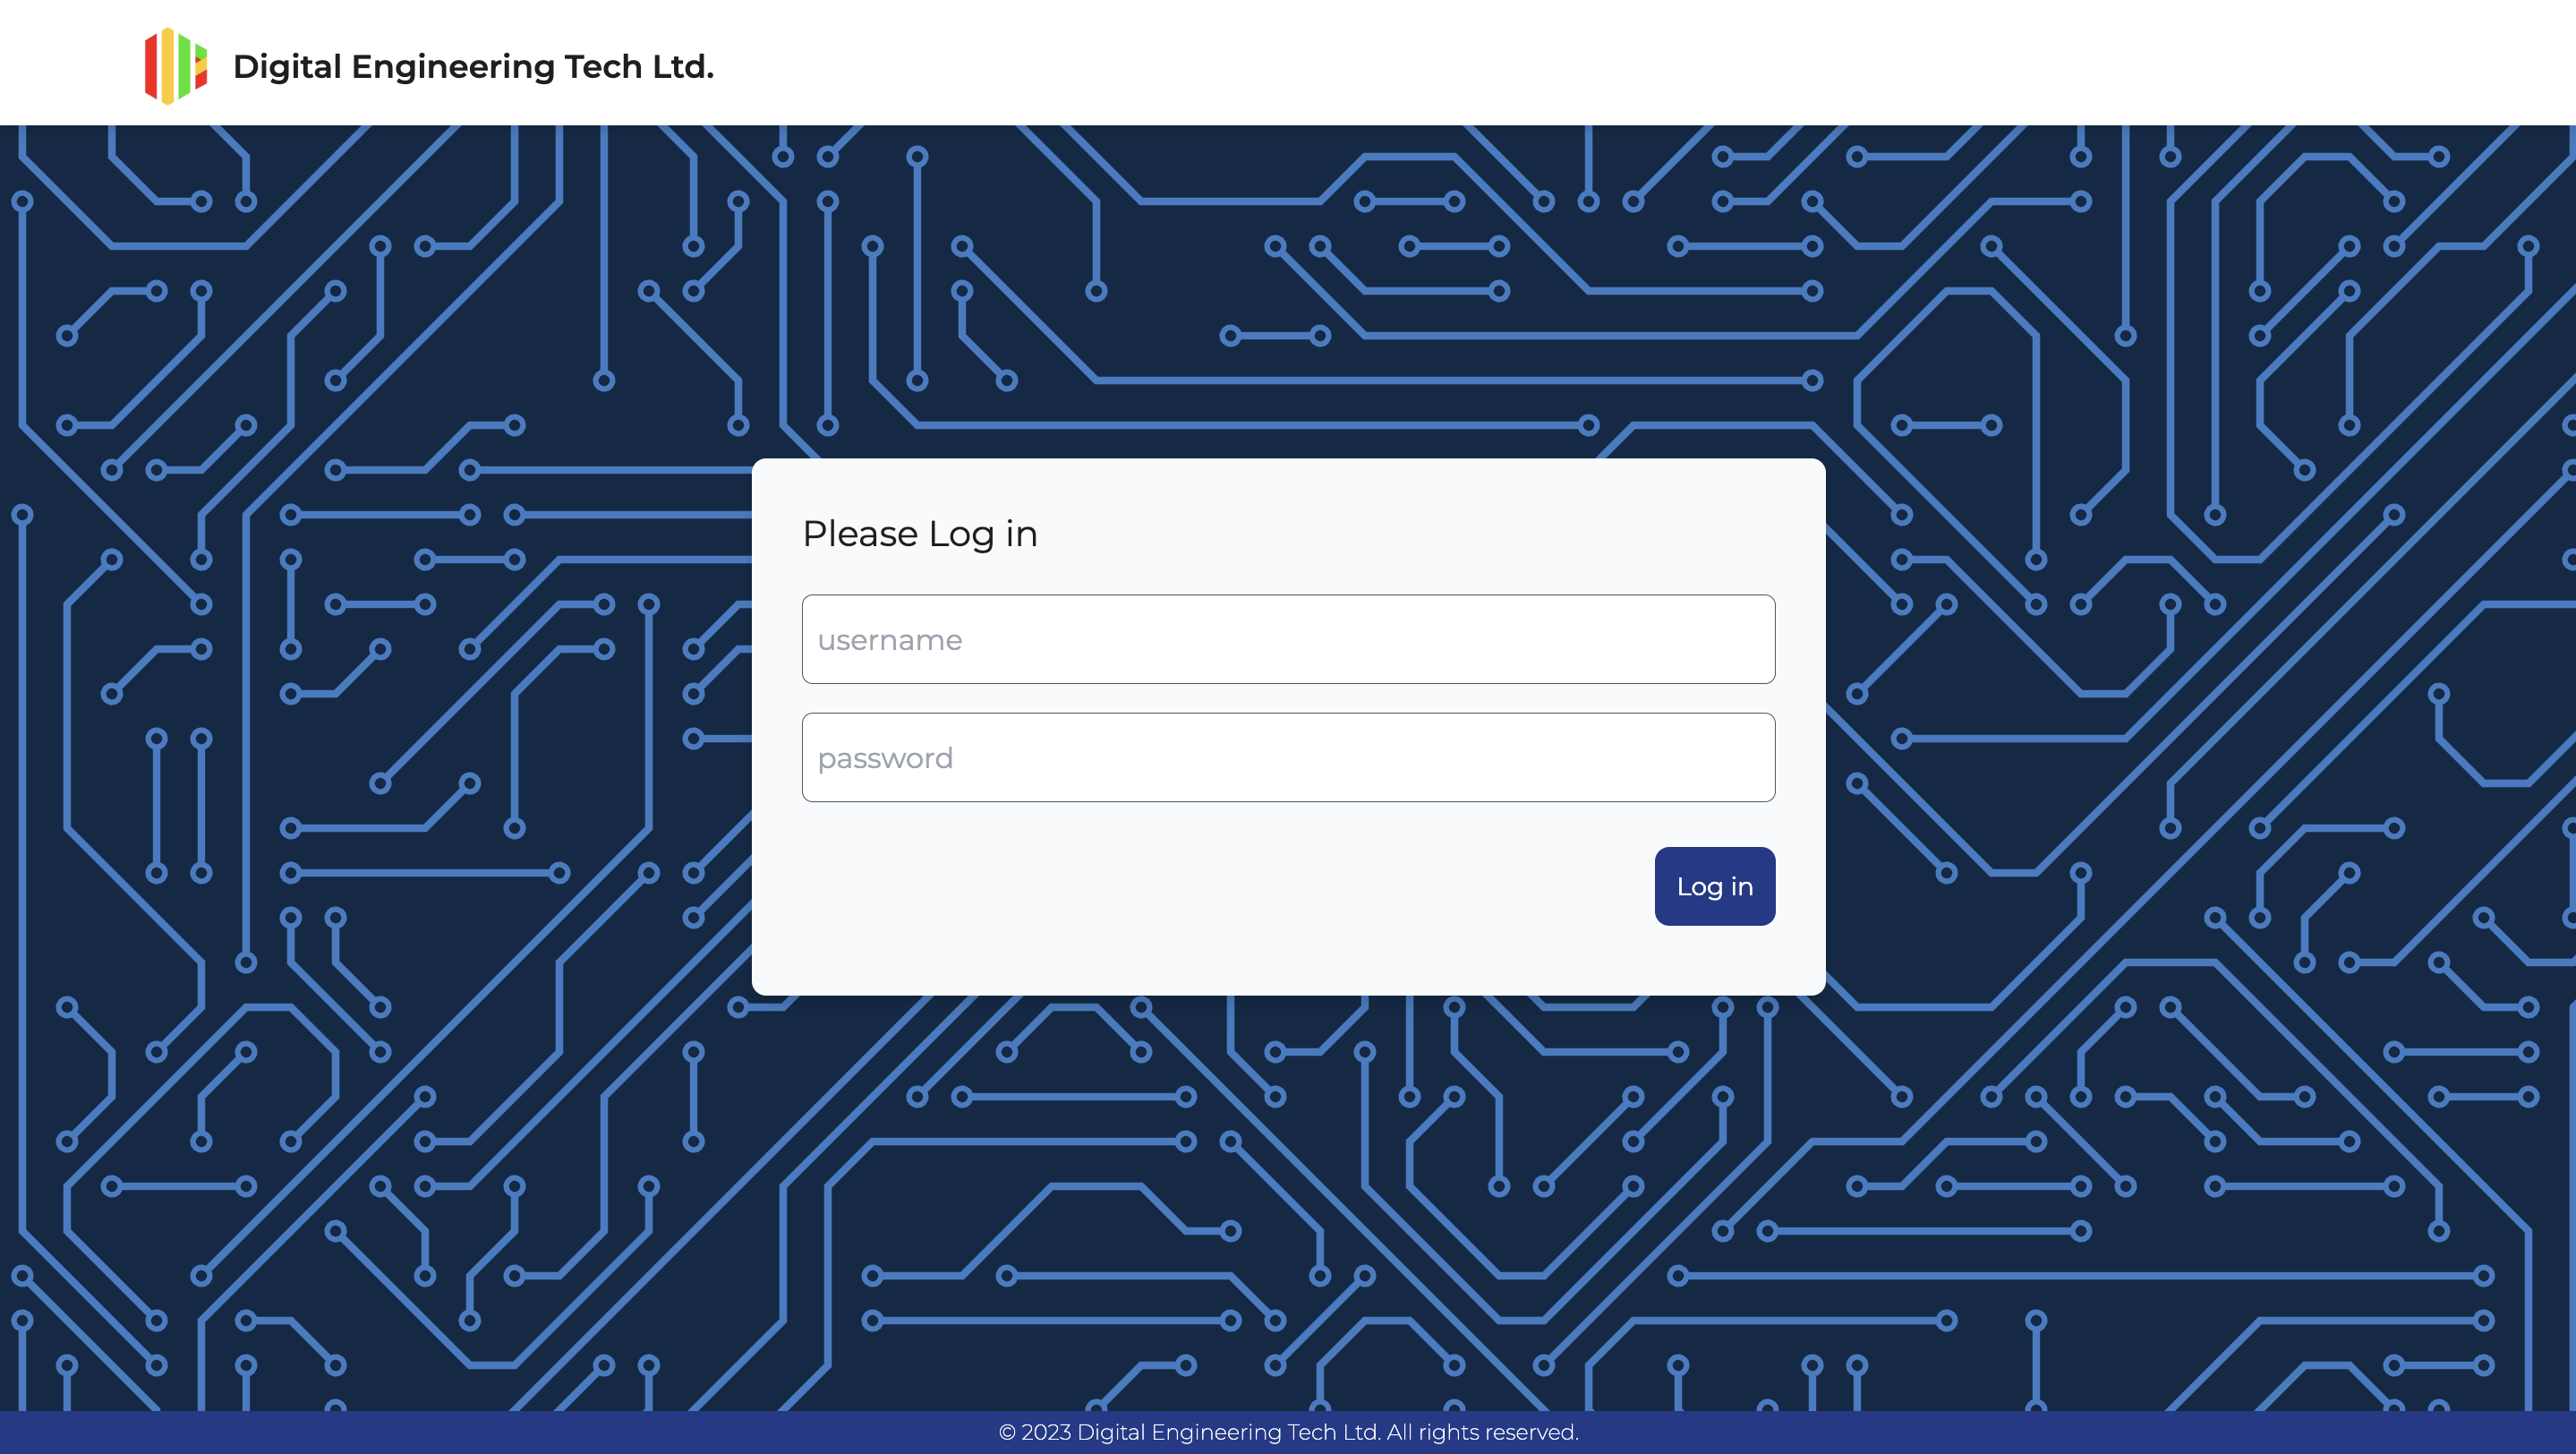 Digital Engineering Tech Ltd.
Please Log in
username
password
Log in
© 2023 Digital Engineering Tech Ltd. All rights reserved.